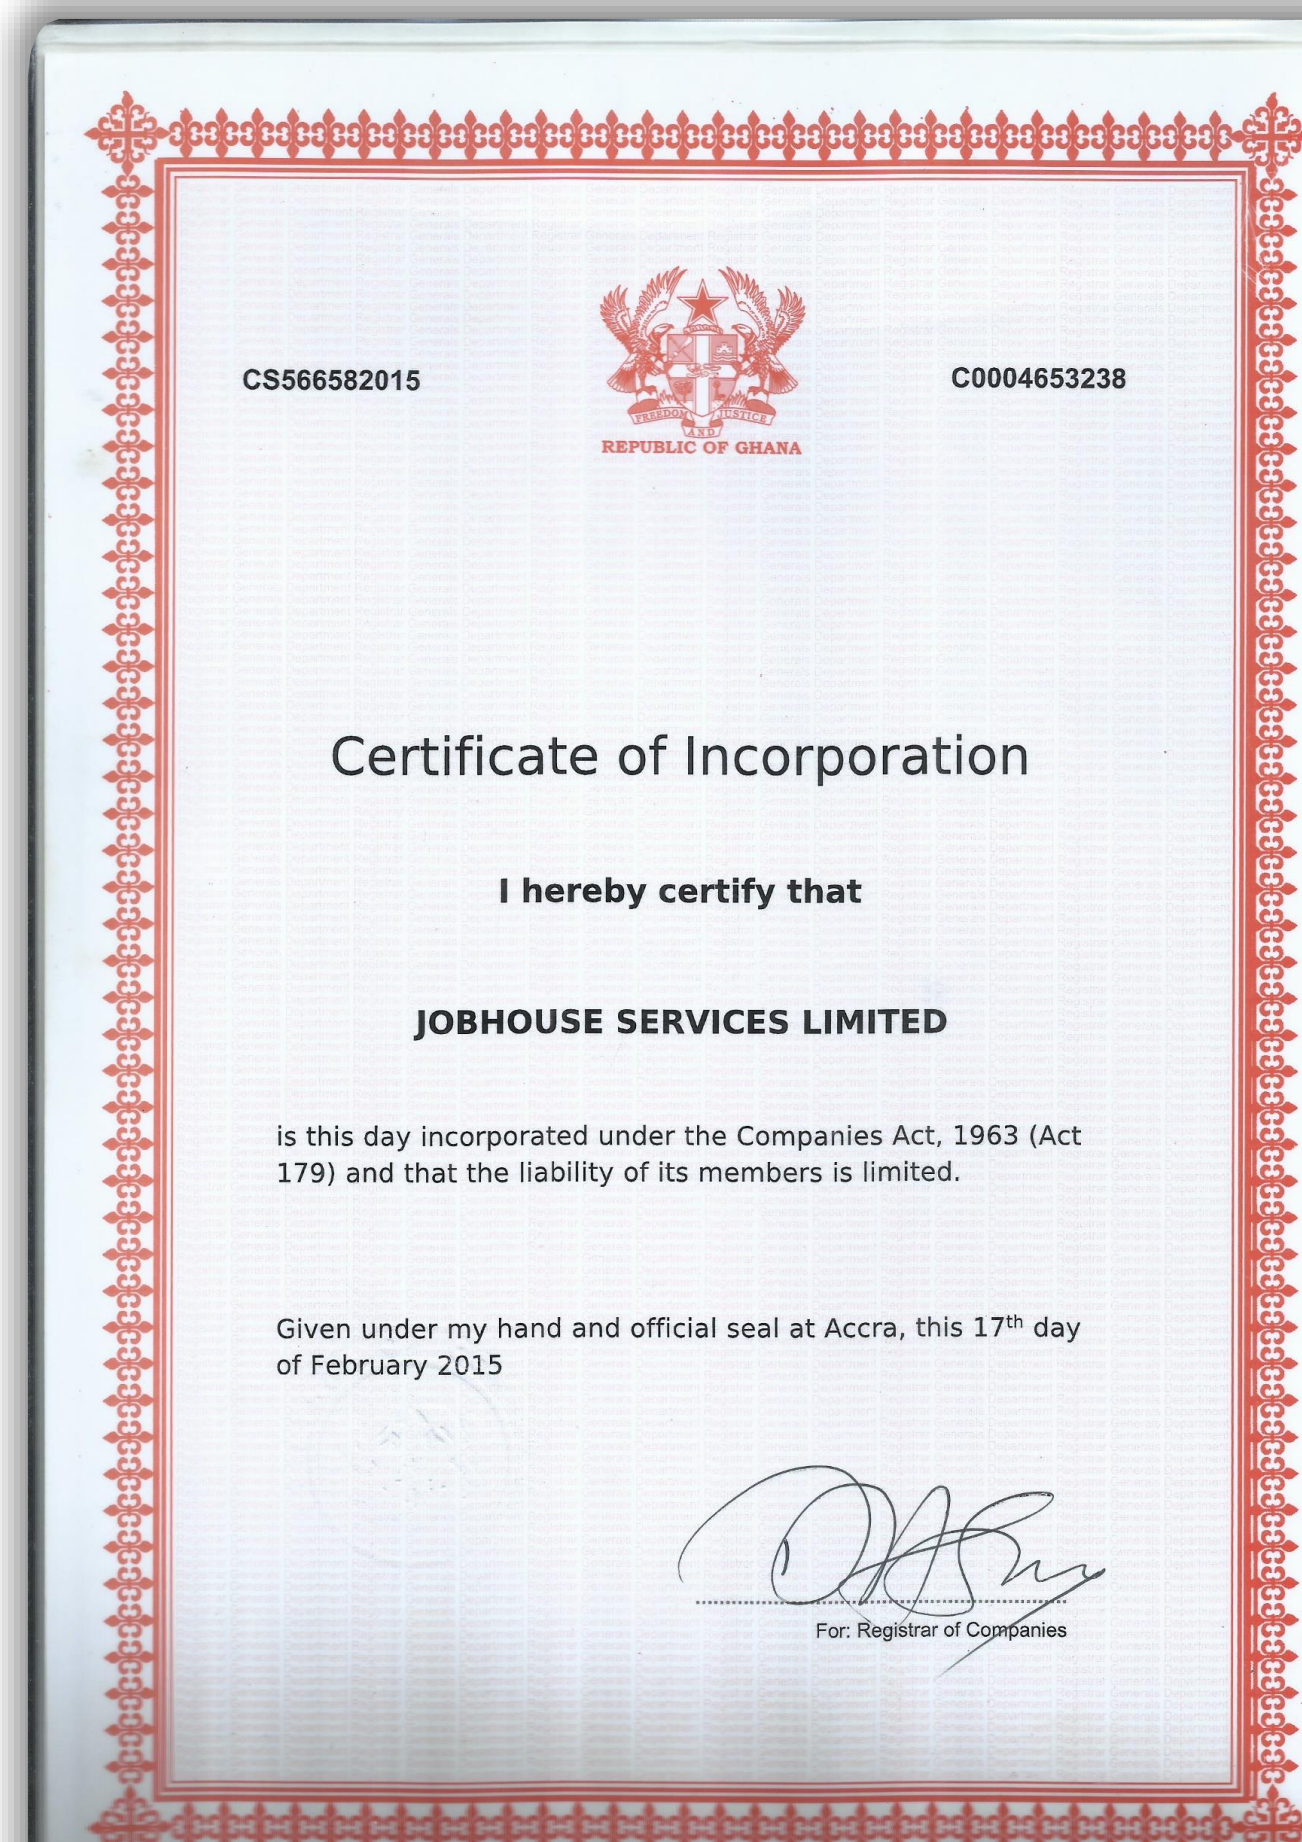 CS566582015
C0004653238
FREEDOM JUSTICE
AND
REPUBLIC OF GHANA
Certificate of Incorporation
I hereby certify that
JOBHOUSE SERVICES LIMITED
is this day incorporated under the Companies Act, 1963 (Act
179) and that the liability of its members is limited.
Given under my hand and official seal at Accra, this 17th day
of February 2015
For: Registrar of Companies